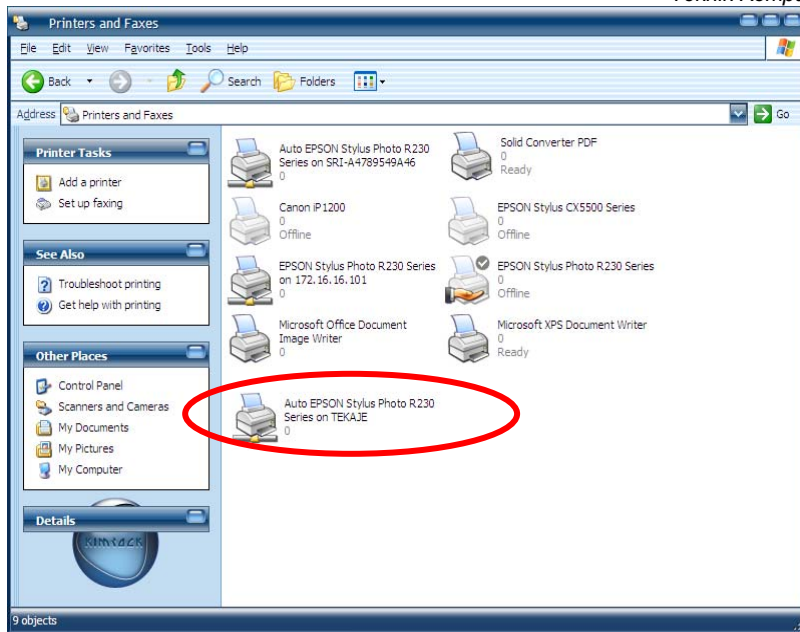 Printers and Faxes
File Edit View Favorites Tools Help
Back Search Folders
Address Printers and Faxes Go
Printer Tasks
Add a printer
Set up faxing
See Also
Troubleshoot printing
Get help with printing
Other Places
Control Panel
Scanners and Cameras
My Documents
My Pictures
My Computer
Details
Auto EPSON Stylus Photo R230
Series on SRI-A4789549A46
0
Solid Converter PDF
0
Ready
Canon iP1200
0
Offline
EPSON Stylus CX5500 Series
0
Offline
EPSON Stylus Photo R230 Series
on 172.16.16.101
0
EPSON Stylus Photo R230 Series
0
Offline
Microsoft Office Document
Image Writer
0
Microsoft XPS Document Writer
0
Ready
Auto EPSON Stylus Photo R230
Series on TEKAJE
0
9 objects